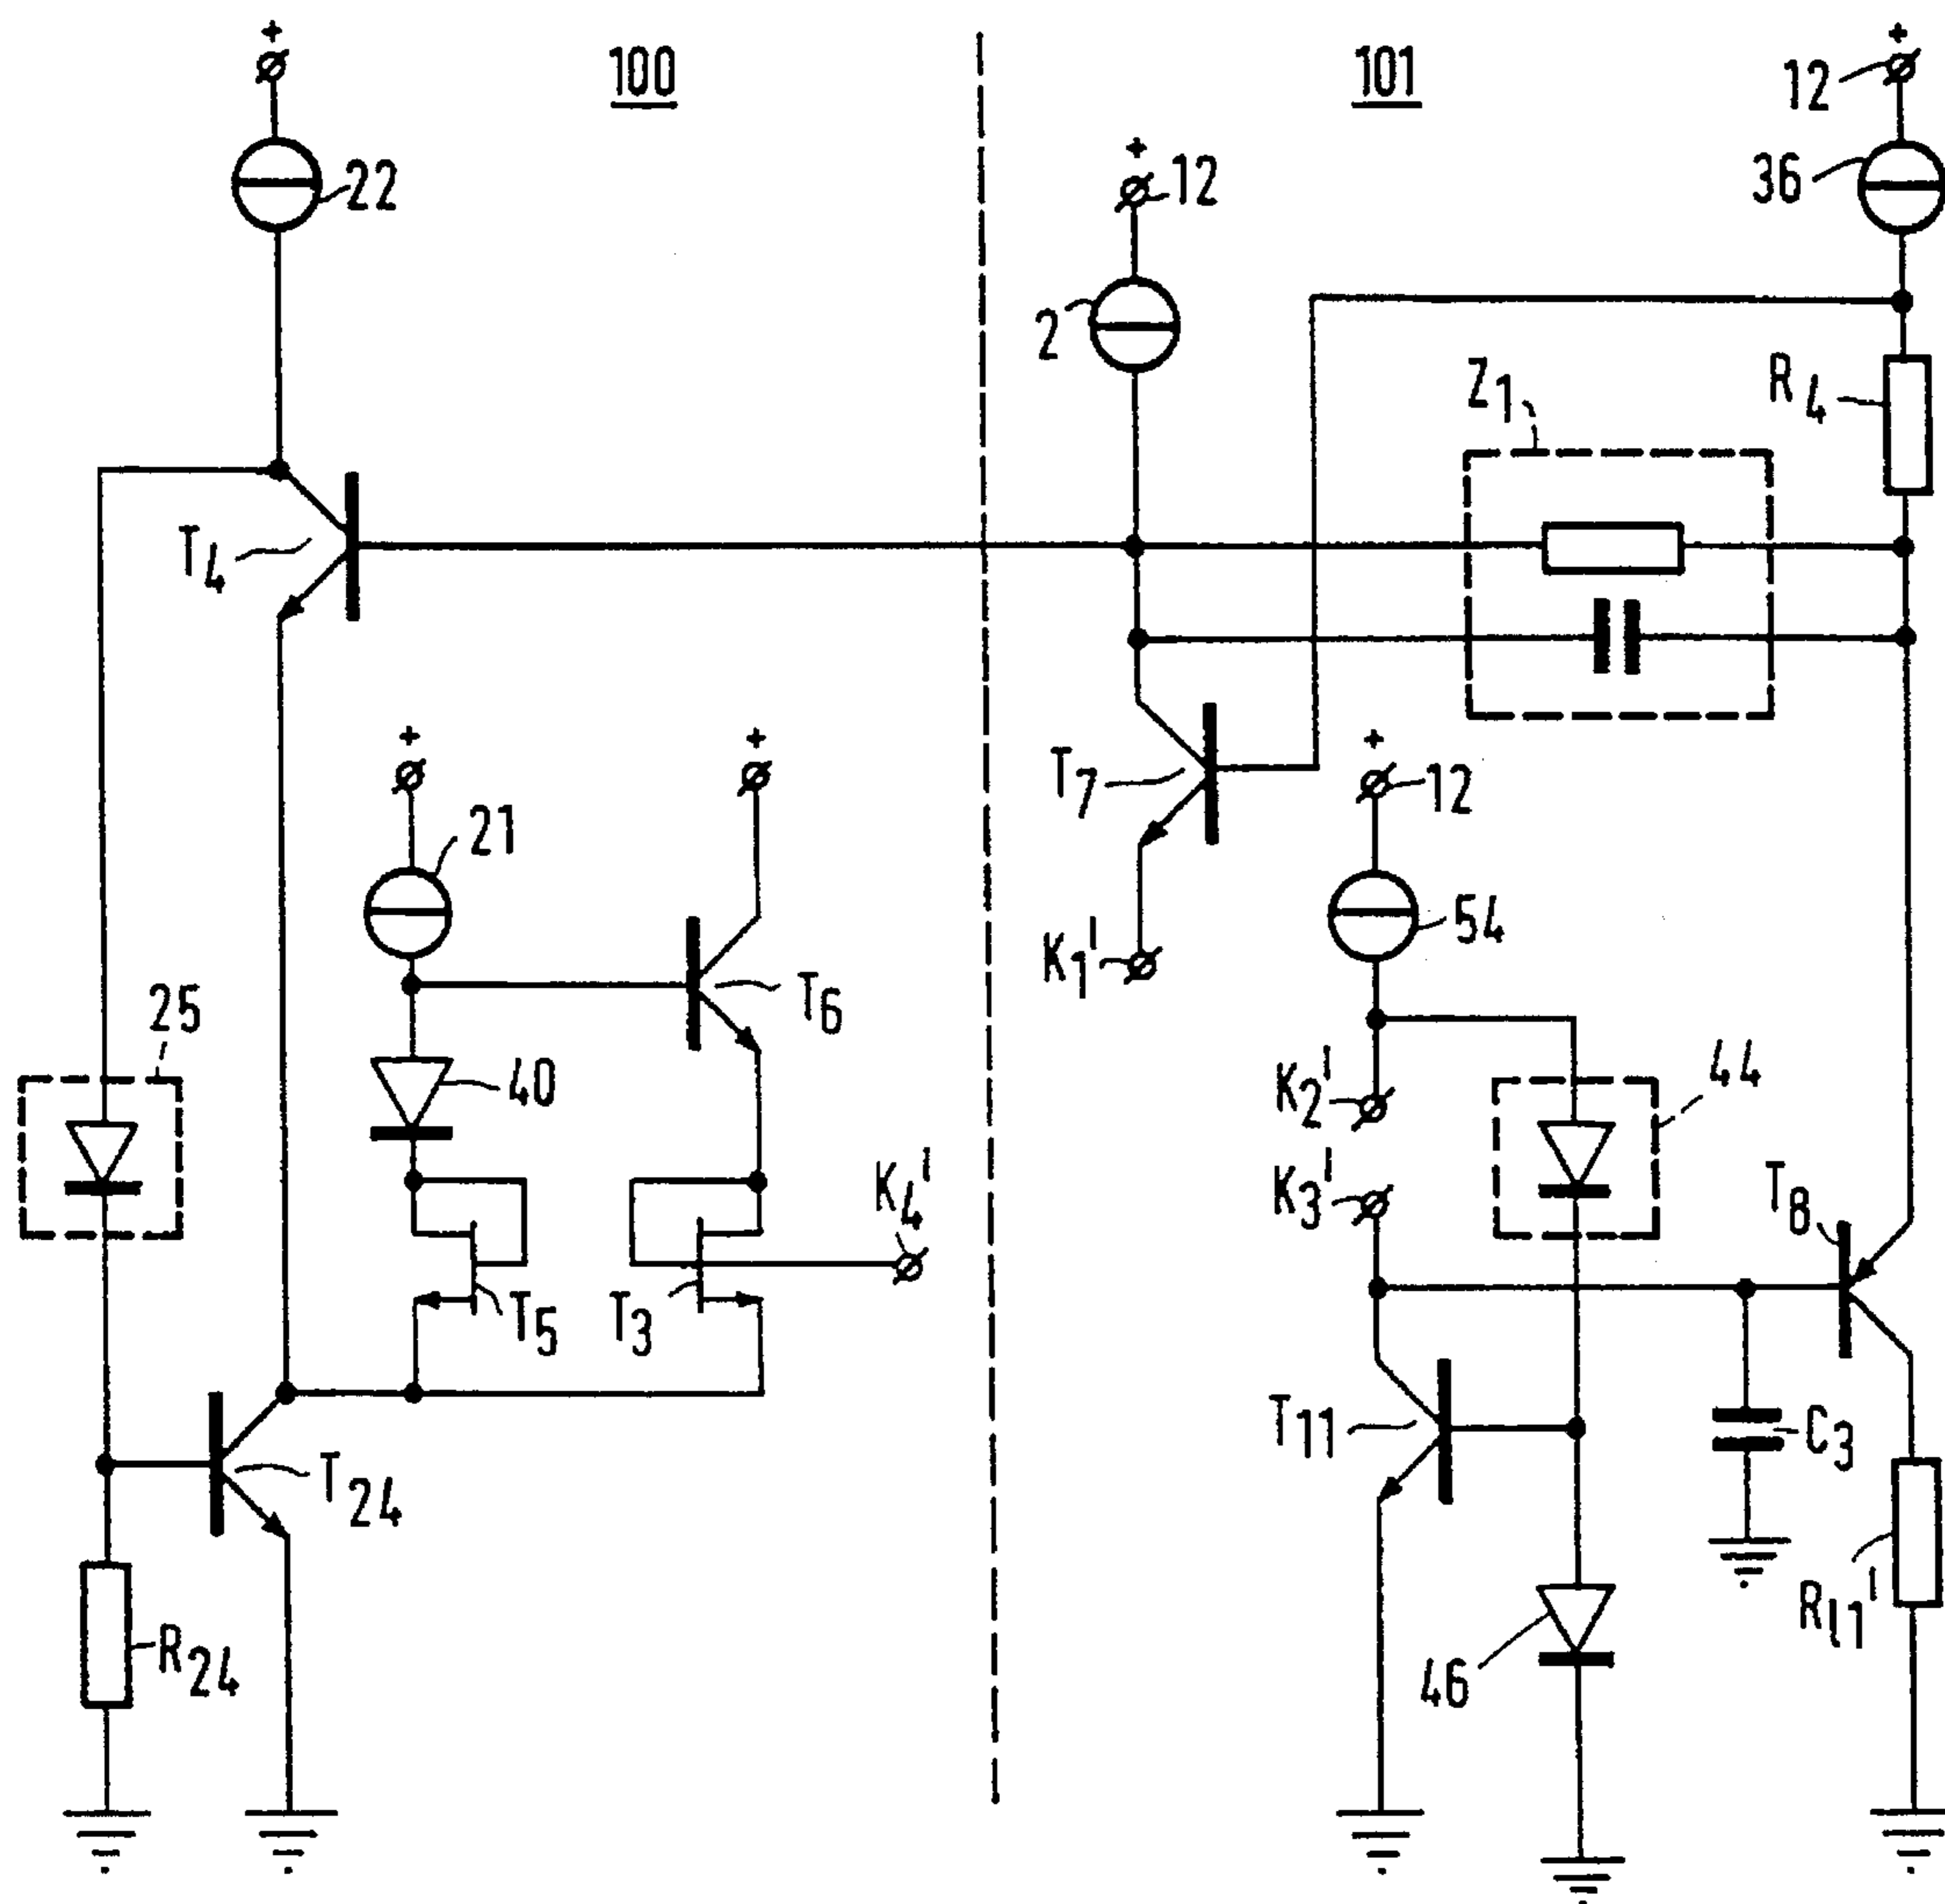 +
100
101
+
12
22
+
12
36
2
Z1
R4
T4
+
+
T7
+
12
21
54
K1'
T6
25
40
K2'
44
K4'
K3'
T8
T5
T3
T11
C3
T24
RL1'
R24
46